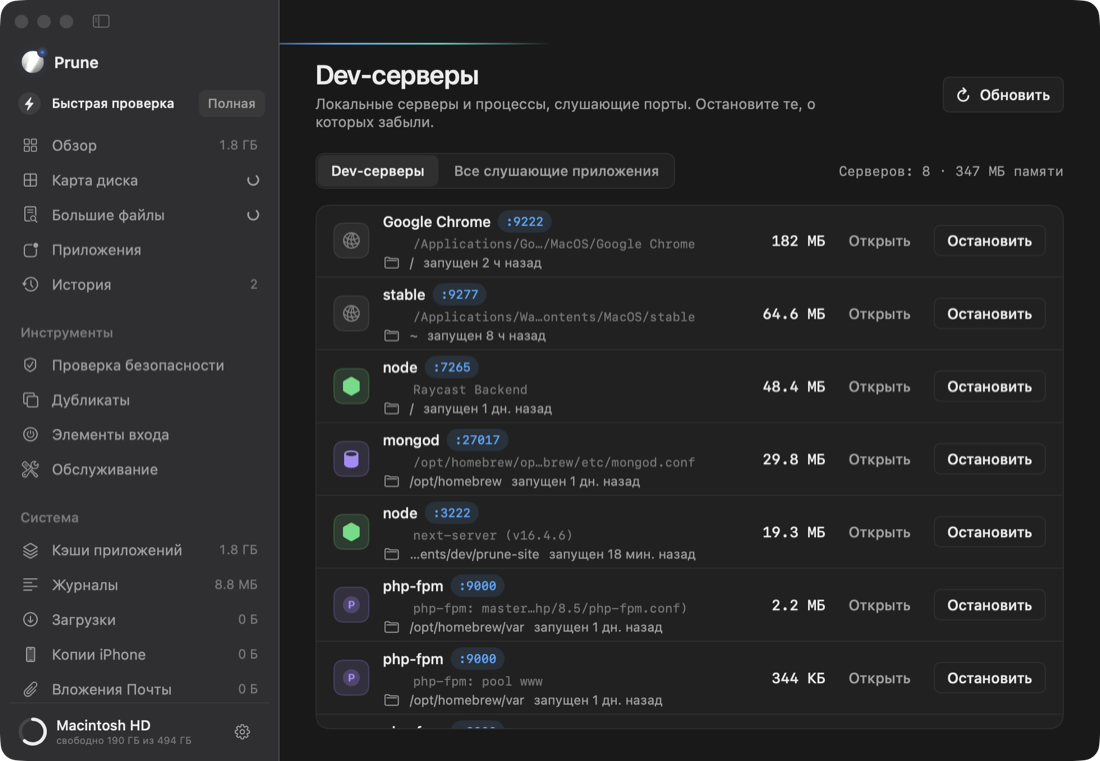 Prune
Быстрая проверка Полная
Обзор 1.8 ГБ
Карта диска
Большие файлы
Приложения
История 2
Инструменты
Проверка безопасности
Дубликаты
Элементы входа
Обслуживание
Система
Кэши приложений 1.8 ГБ
Журналы 8.8 МБ
Загрузки 0 Б
Копии iPhone 0 Б
Вложения Почты 0 Б
Macintosh HD
свободно 190 ГБ из 494 ГБ
Dev-серверы
Локальные серверы и процессы, слушающие порты. Остановите те, о
которых забыли.
Обновить
Dev-серверы Все слушающие приложения Серверов: 8 · 347 МБ памяти
Google Chrome :9222
/Applications/Go…/MacOS/Google Chrome
/ запущен 2 ч назад
182 МБ Открыть Остановить
stable :9277
/Applications/Wa…ontents/MacOS/stable
~ запущен 8 ч назад
64.6 МБ Открыть Остановить
node :7265
Raycast Backend
/ запущен 1 дн. назад
48.4 МБ Открыть Остановить
mongod :27017
/opt/homebrew/op…brew/etc/mongod.conf
/opt/homebrew запущен 1 дн. назад
29.8 МБ Открыть Остановить
node :3222
next-server (v16.4.6)
…ents/dev/prune-site запущен 18 мин. назад
19.3 МБ Открыть Остановить
php-fpm :9000
php-fpm: master…hp/8.5/php-fpm.conf)
/opt/homebrew/var запущен 1 дн. назад
2.2 МБ Открыть Остановить
php-fpm :9000
php-fpm: pool www
/opt/homebrew/var запущен 1 дн. назад
344 КБ Открыть Остановить